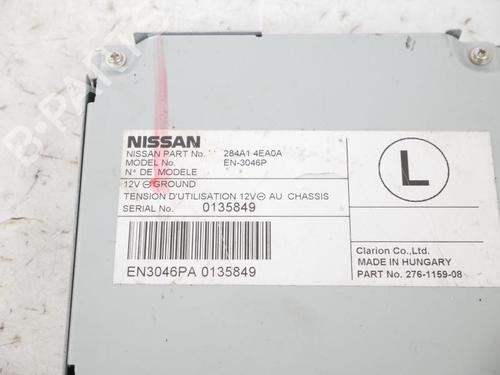 NISSAN
NISSAN PART No. 284A1 4EA0A
MODEL No. EN-3046P
N° DE MODELE
12V⊖GROUND
TENSION D'UTILISATION 12V⊖ AU CHASSIS
SERIAL No. 0135849
EN3046PA 0135849
L
Clarion Co.,Ltd.
MADE IN HUNGARY
PART No. 276-1159-08
B-PARTS